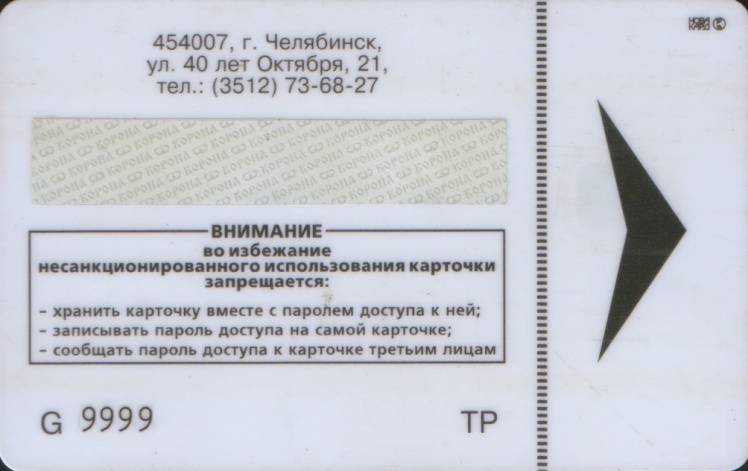 454007, г. Челябинск,
ул. 40 лет Октября, 21,
тел.: (3512) 73-68-27
КОРОНА КОРОНА КОРОНА КОРОНА
ВНИМАНИЕ
во избежание
несанкционированного использования карточки
запрещается:
– хранить карточку вместе с паролем доступа к ней;
– записывать пароль доступа на самой карточке;
– сообщать пароль доступа к карточке третьим лицам
G 9999 TP